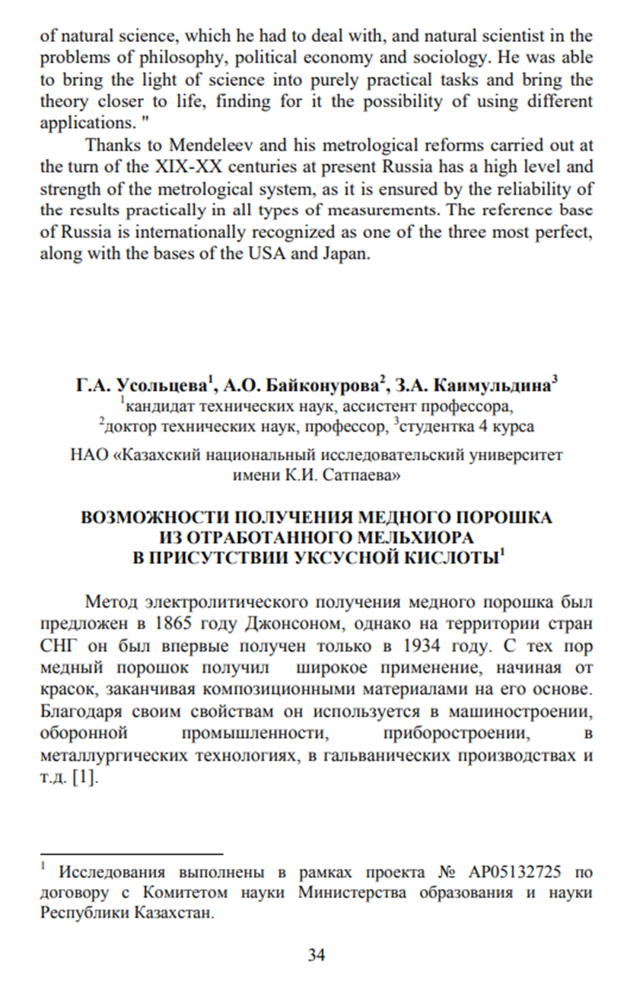 of natural science, which he had to deal with, and natural scientist in the
problems of philosophy, political economy and sociology. He was able
to bring the light of science into purely practical tasks and bring the
theory closer to life, finding for it the possibility of using different
applications. "
Thanks to Mendeleev and his metrological reforms carried out at
the turn of the XIX-XX centuries at present Russia has a high level and
strength of the metrological system, as it is ensured by the reliability of
the results practically in all types of measurements. The reference base
of Russia is internationally recognized as one of the three most perfect,
along with the bases of the USA and Japan.
Г.А. Усольцева¹, А.О. Байконурова², З.А. Каимульдина³
¹кандидат технических наук, ассистент профессора,
²доктор технических наук, профессор, ³студентка 4 курса
НАО «Казахский национальный исследовательский университет
имени К.И. Сатпаева»
ВОЗМОЖНОСТИ ПОЛУЧЕНИЯ МЕДНОГО ПОРОШКА
ИЗ ОТРАБОТАННОГО МЕЛЬХИОРА
В ПРИСУТСТВИИ УКСУСНОЙ КИСЛОТЫ¹
Метод электролитического получения медного порошка был
предложен в 1865 году Джонсоном, однако на территории стран
СНГ он был впервые получен только в 1934 году. С тех пор
медный порошок получил широкое применение, начиная от
красок, заканчивая композиционными материалами на его основе.
Благодаря своим свойствам он используется в машиностроении,
оборонной промышленности, приборостроении, в
металлургических технологиях, в гальванических производствах и
т.д. [1].
¹ Исследования выполнены в рамках проекта № АР05132725 по
договору с Комитетом науки Министерства образования и науки
Республики Казахстан.
34